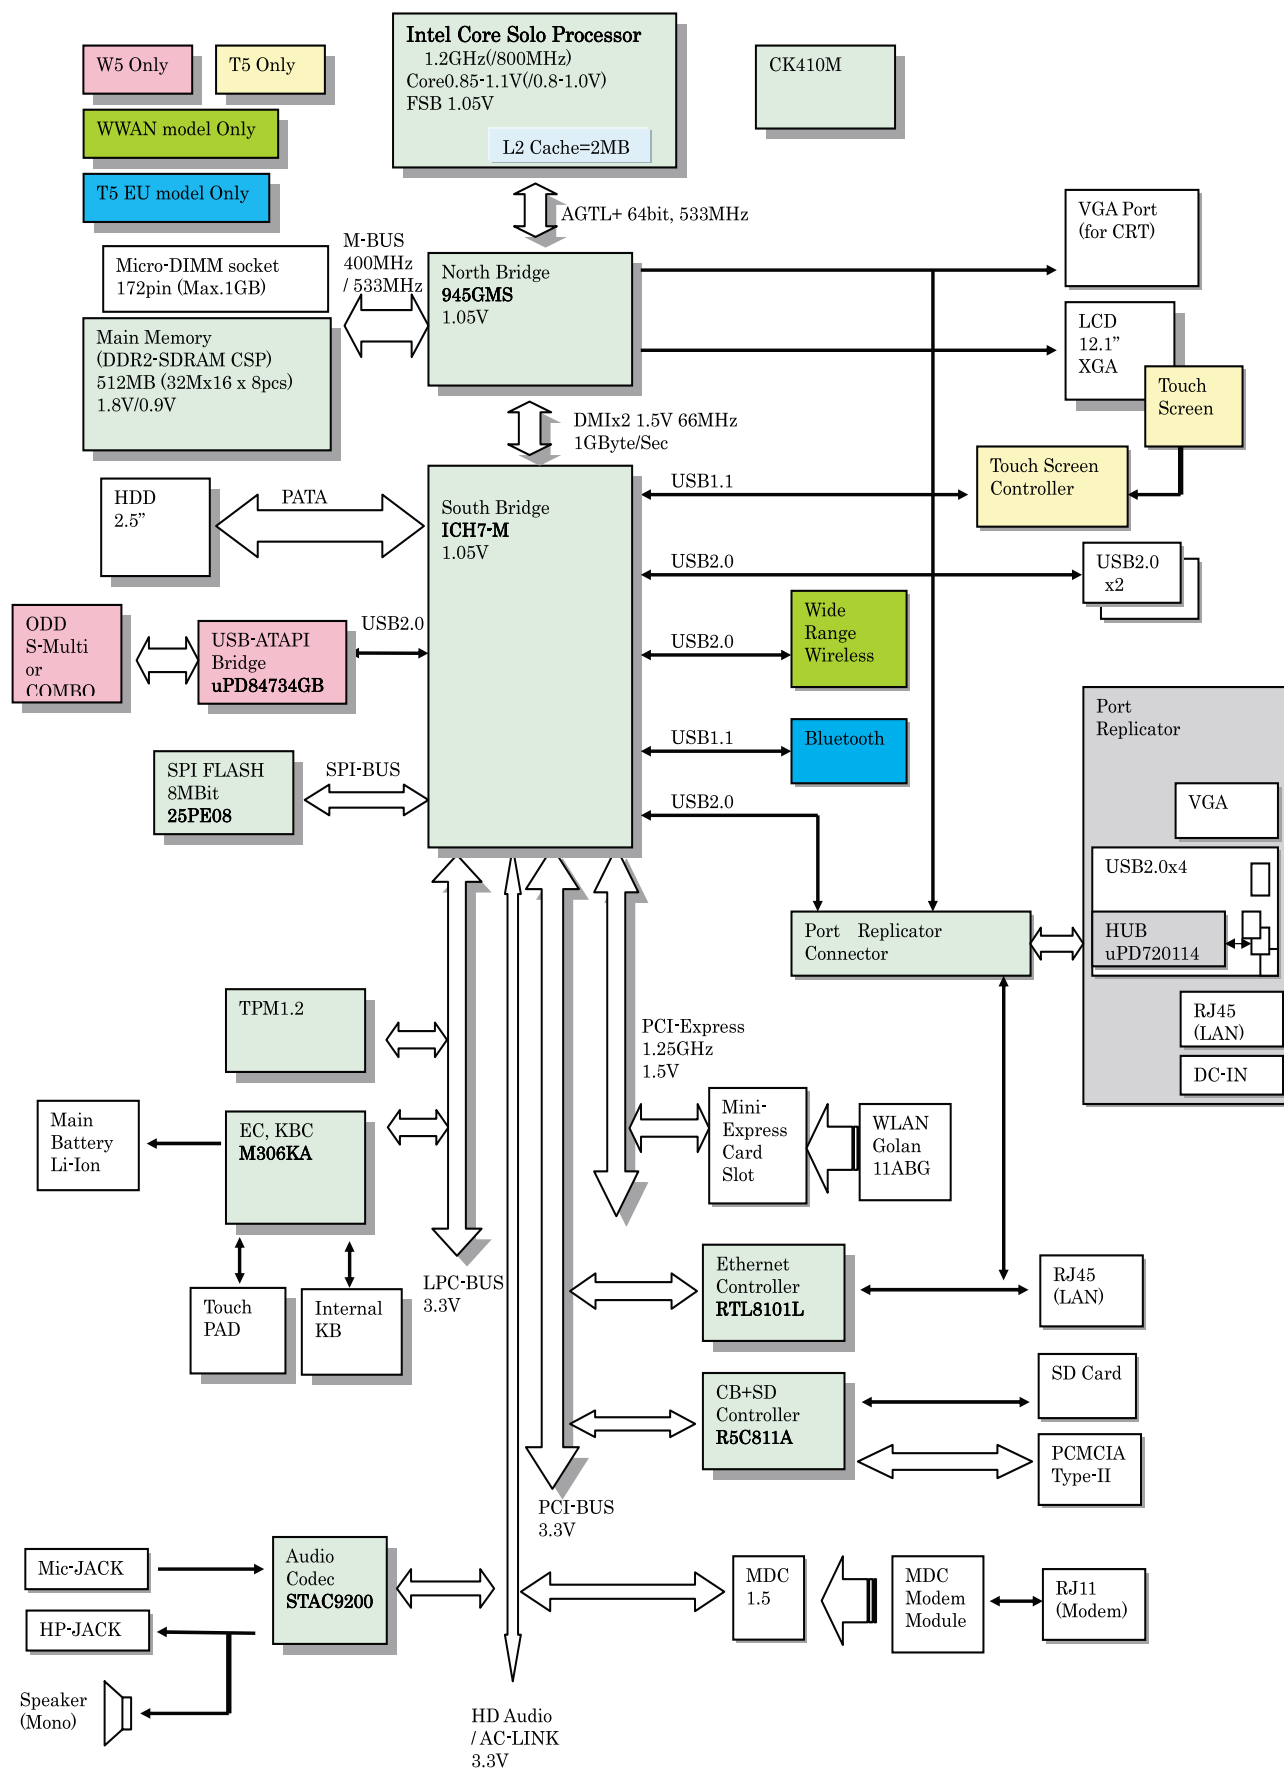 W5 Only
T5 Only
WWAN model Only
T5 EU model Only
Intel Core Solo Processor
1.2GHz(/800MHz)
Core0.85-1.1V(/0.8-1.0V)
FSB 1.05V
L2 Cache=2MB
CK410M
AGTL+ 64bit, 533MHz
M-BUS
400MHz
/ 533MHz
Micro-DIMM socket
172pin (Max.1GB)
Main Memory
(DDR2-SDRAM CSP)
512MB (32Mx16 x 8pcs)
1.8V/0.9V
North Bridge
945GMS
1.05V
VGA Port
(for CRT)
LCD
12.1”
XGA
Touch
Screen
DMIx2 1.5V 66MHz
1GByte/Sec
HDD
2.5”
PATA
South Bridge
ICH7-M
1.05V
USB1.1
Touch Screen
Controller
USB2.0
USB2.0
x2
ODD
S-Multi
or
COMBO
USB-ATAPI
Bridge
uPD84734GB
USB2.0
USB2.0
Wide
Range
Wireless
USB1.1
Bluetooth
SPI FLASH
8MBit
25PE08
SPI-BUS
USB2.0
Port
Replicator
VGA
USB2.0x4
HUB
uPD720114
RJ45
(LAN)
DC-IN
Port Replicator
Connector
TPM1.2
PCI-Express
1.25GHz
1.5V
Main
Battery
Li-Ion
EC, KBC
M306KA
Mini-
Express
Card
Slot
WLAN
Golan
11ABG
Touch
PAD
Internal
KB
LPC-BUS
3.3V
Ethernet
Controller
RTL8101L
RJ45
(LAN)
CB+SD
Controller
R5C811A
SD Card
PCMCIA
Type-II
PCI-BUS
3.3V
Mic-JACK
HP-JACK
Audio
Codec
STAC9200
MDC
1.5
MDC
Modem
Module
RJ11
(Modem)
Speaker
(Mono)
HD Audio
/ AC-LINK
3.3V